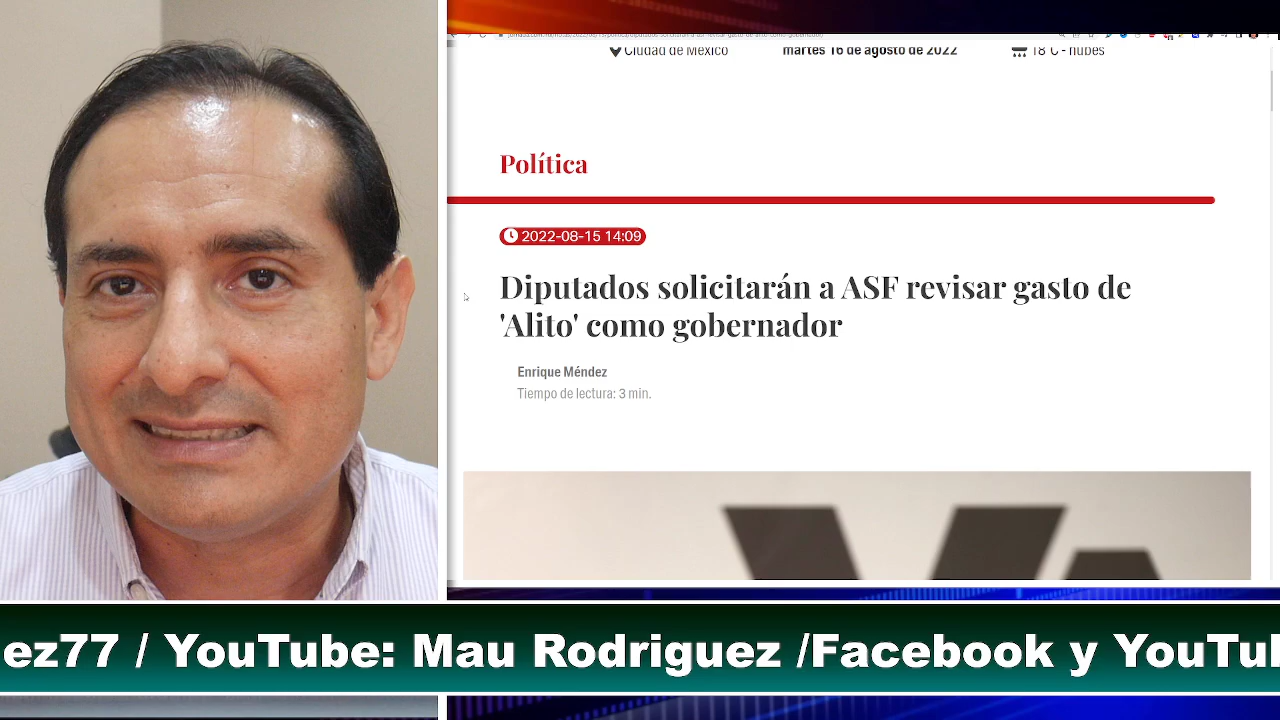 Ciudad de México
martes 16 de agosto de 2022
18°C - nubes
Política
2022-08-15 14:09
Diputados solicitarán a ASF revisar gasto de
'Alito' como gobernador
Enrique Méndez
Tiempo de lectura: 3 min.
ez77 / YouTube: Mau Rodriguez /Facebook y YouTu